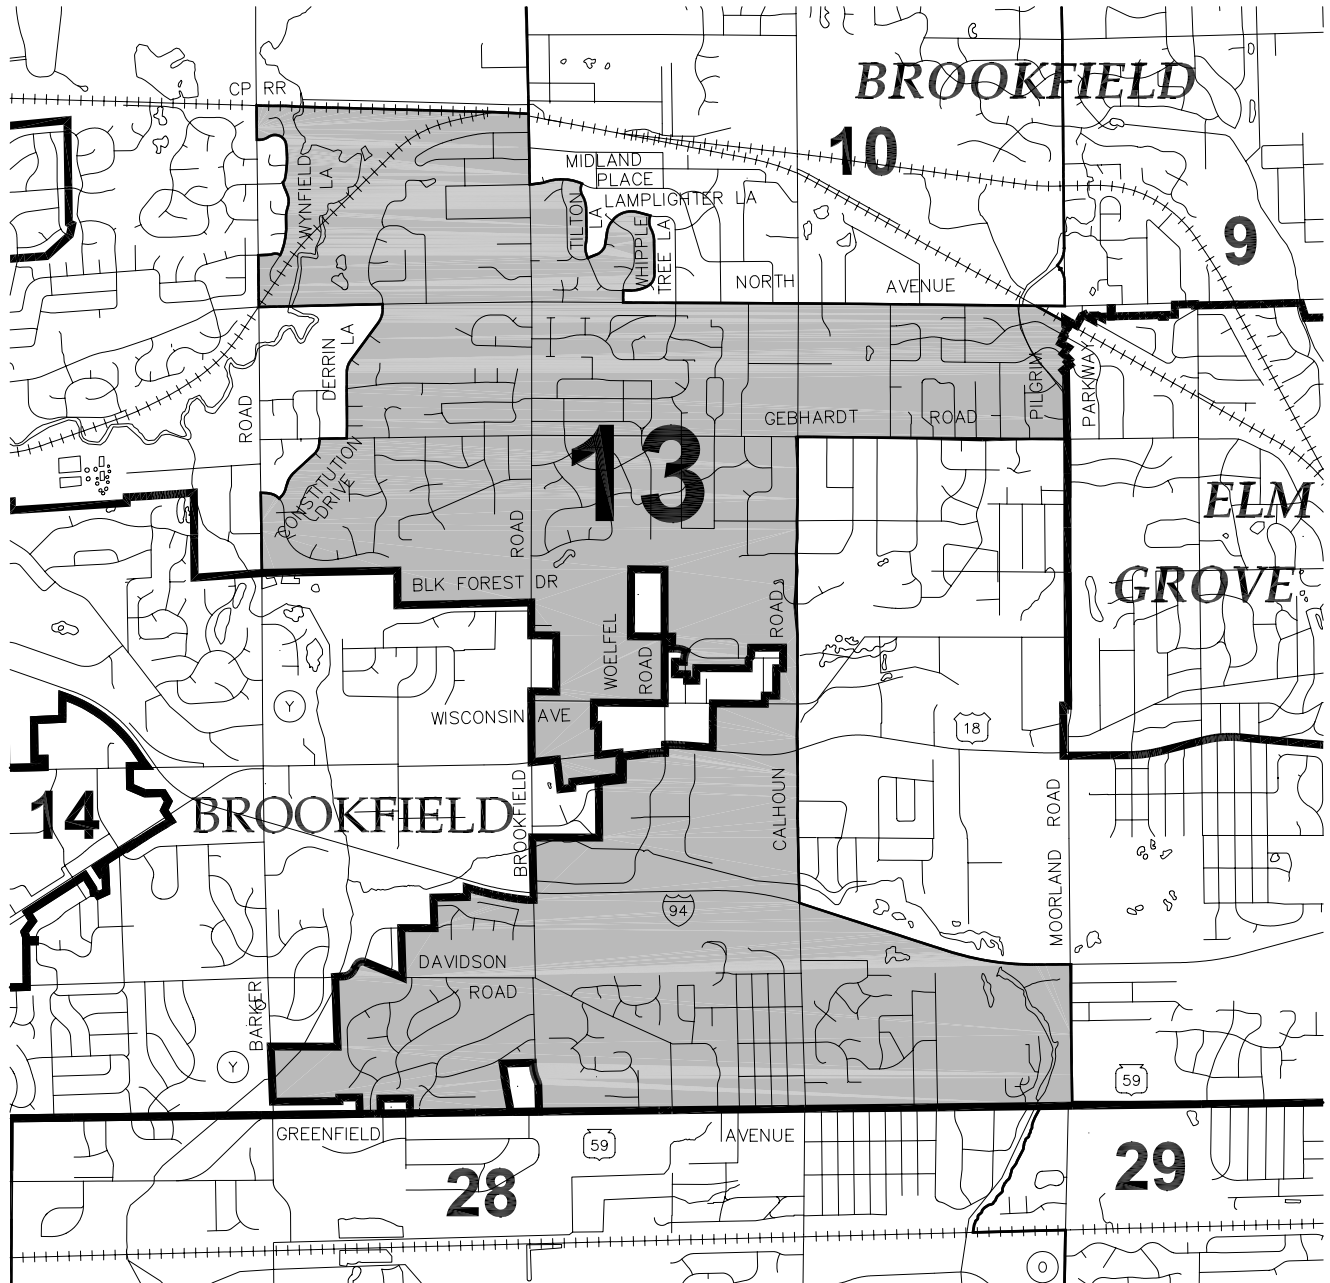 CP RR
BROOKFIELD
10
MIDLAND
PLACE
LAMPLIGHTER LA
WYNFIELD
LA
TILTON
LA
WHIPPLE
TREE LA
9
NORTH
AVENUE
DERRIN
LA
PILGRIM
PARKWAY
ROAD
GEBHARDT
ROAD
13
CONSTITUTION
DRIVE
ELM
GROVE
ROAD
BLK FOREST DR
WOELFEL
ROAD
ROAD
Y
WISCONSIN AVE
18
14
BROOKFIELD
BROOKFIELD
CALHOUN
MOORLAND ROAD
94
DAVIDSON
ROAD
BARKER
Y
59
GREENFIELD
59
AVENUE
28
29
O